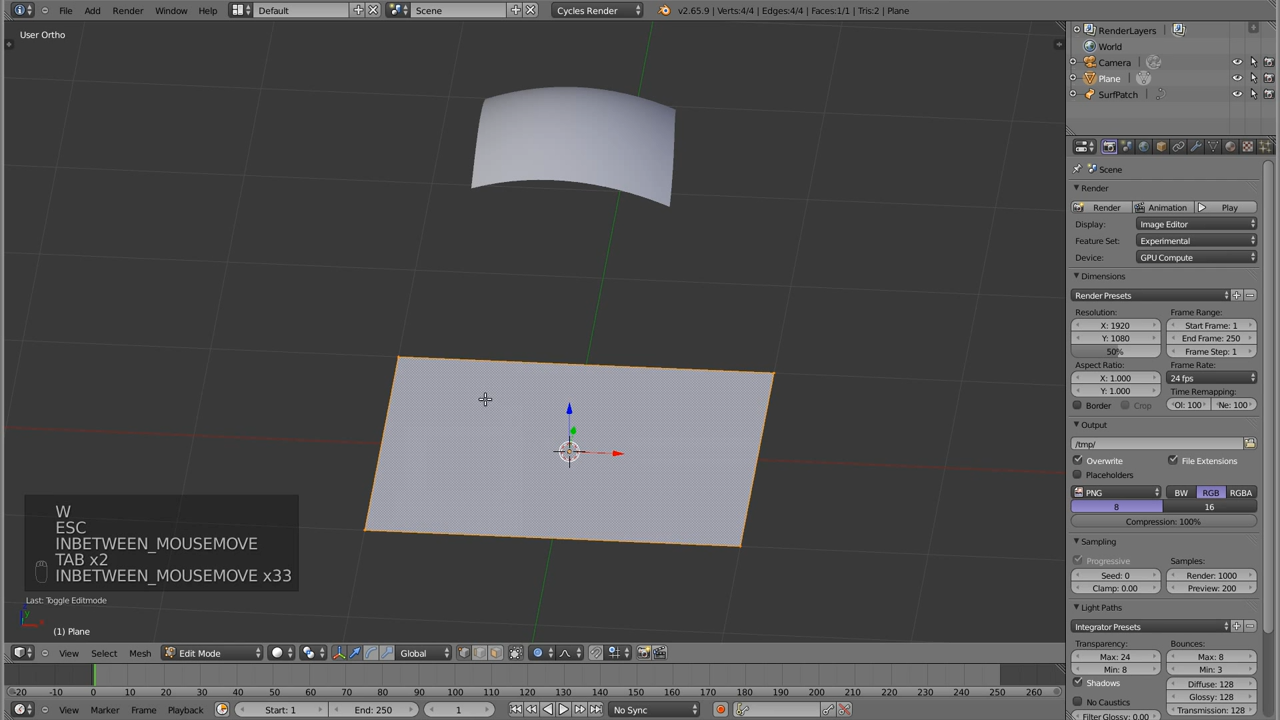 File Add Render Window Help Default Scene Cycles Render v2.65.9 | Verts:4/4 | Edges:4/4 | Faces:1/1 | Tris:2 | Plane
User Ortho
RenderLayers
World
Camera
Plane
SurfPatch
Scene
Render
Render Animation Play
Display: Image Editor
Feature Set: Experimental
Device: GPU Compute
Dimensions
Render Presets
Resolution: Frame Range:
X: 1920 Start Frame: 1
Y: 1080 End Frame: 250
50% Frame Step: 1
Aspect Ratio: Frame Rate:
X: 1.000 24 fps
Y: 1.000 Time Remapping:
Border Crop Ol: 100 Ne: 100
Output
/tmp/
Overwrite File Extensions
Placeholders
PNG BW RGB RGBA
8 16
Compression: 100%
Sampling
Progressive Samples:
Seed: 0 Render: 1000
Clamp: 0.00 Preview: 200
Light Paths
Integrator Presets
Transparency: Bounces:
Max: 24 Max: 8
Min: 8 Min: 3
Shadows Diffuse: 128
Glossy: 128
No Caustics Transmission: 128
Filter Glossy: 0.00
W
ESC
INBETWEEN_MOUSEMOVE
TAB x2
INBETWEEN_MOUSEMOVE x33
Last: Toggle Editmode
(1) Plane
View Select Mesh Edit Mode Global
-20 -10 0 10 20 30 40 50 60 70 80 90 100 110 120 130 140 150 160 170 180 190 200 210 220 230 240 250 260
View Marker Frame Playback Start: 1 End: 250 1 No Sync